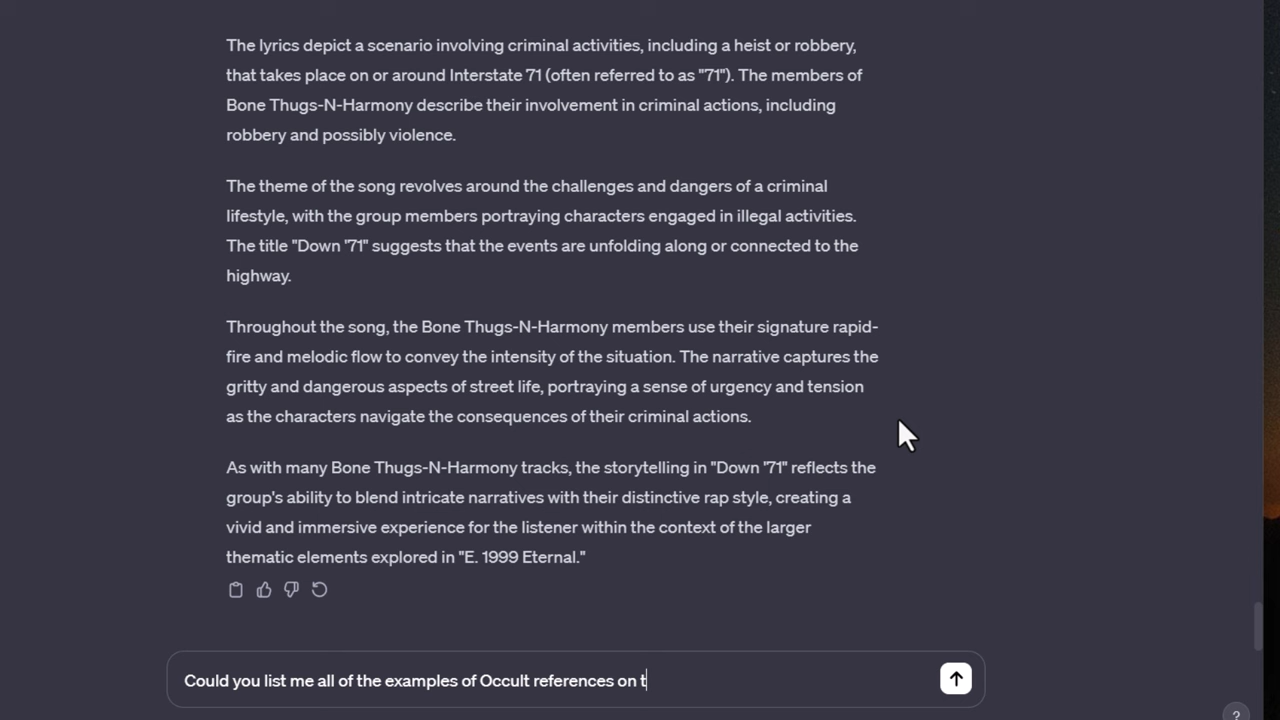 The lyrics depict a scenario involving criminal activities, including a heist or robbery,
that takes place on or around Interstate 71 (often referred to as "71"). The members of
Bone Thugs-N-Harmony describe their involvement in criminal actions, including
robbery and possibly violence.
The theme of the song revolves around the challenges and dangers of a criminal
lifestyle, with the group members portraying characters engaged in illegal activities.
The title "Down '71" suggests that the events are unfolding along or connected to the
highway.
Throughout the song, the Bone Thugs-N-Harmony members use their signature rapid-
fire and melodic flow to convey the intensity of the situation. The narrative captures the
gritty and dangerous aspects of street life, portraying a sense of urgency and tension
as the characters navigate the consequences of their criminal actions.
As with many Bone Thugs-N-Harmony tracks, the storytelling in "Down '71" reflects the
group's ability to blend intricate narratives with their distinctive rap style, creating a
vivid and immersive experience for the listener within the context of the larger
thematic elements explored in "E. 1999 Eternal."
Could you list me all of the examples of Occult references on t
?